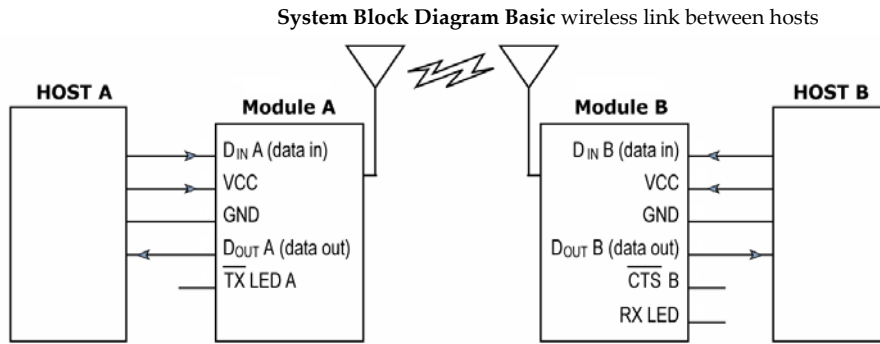 System Block Diagram Basic wireless link between hosts
HOST A
Module A
DIN A (data in)
VCC
GND
DOUT A (data out)
TX LED A
Module B
DIN B (data in)
VCC
GND
DOUT B (data out)
CTS B
RX LED
HOST B